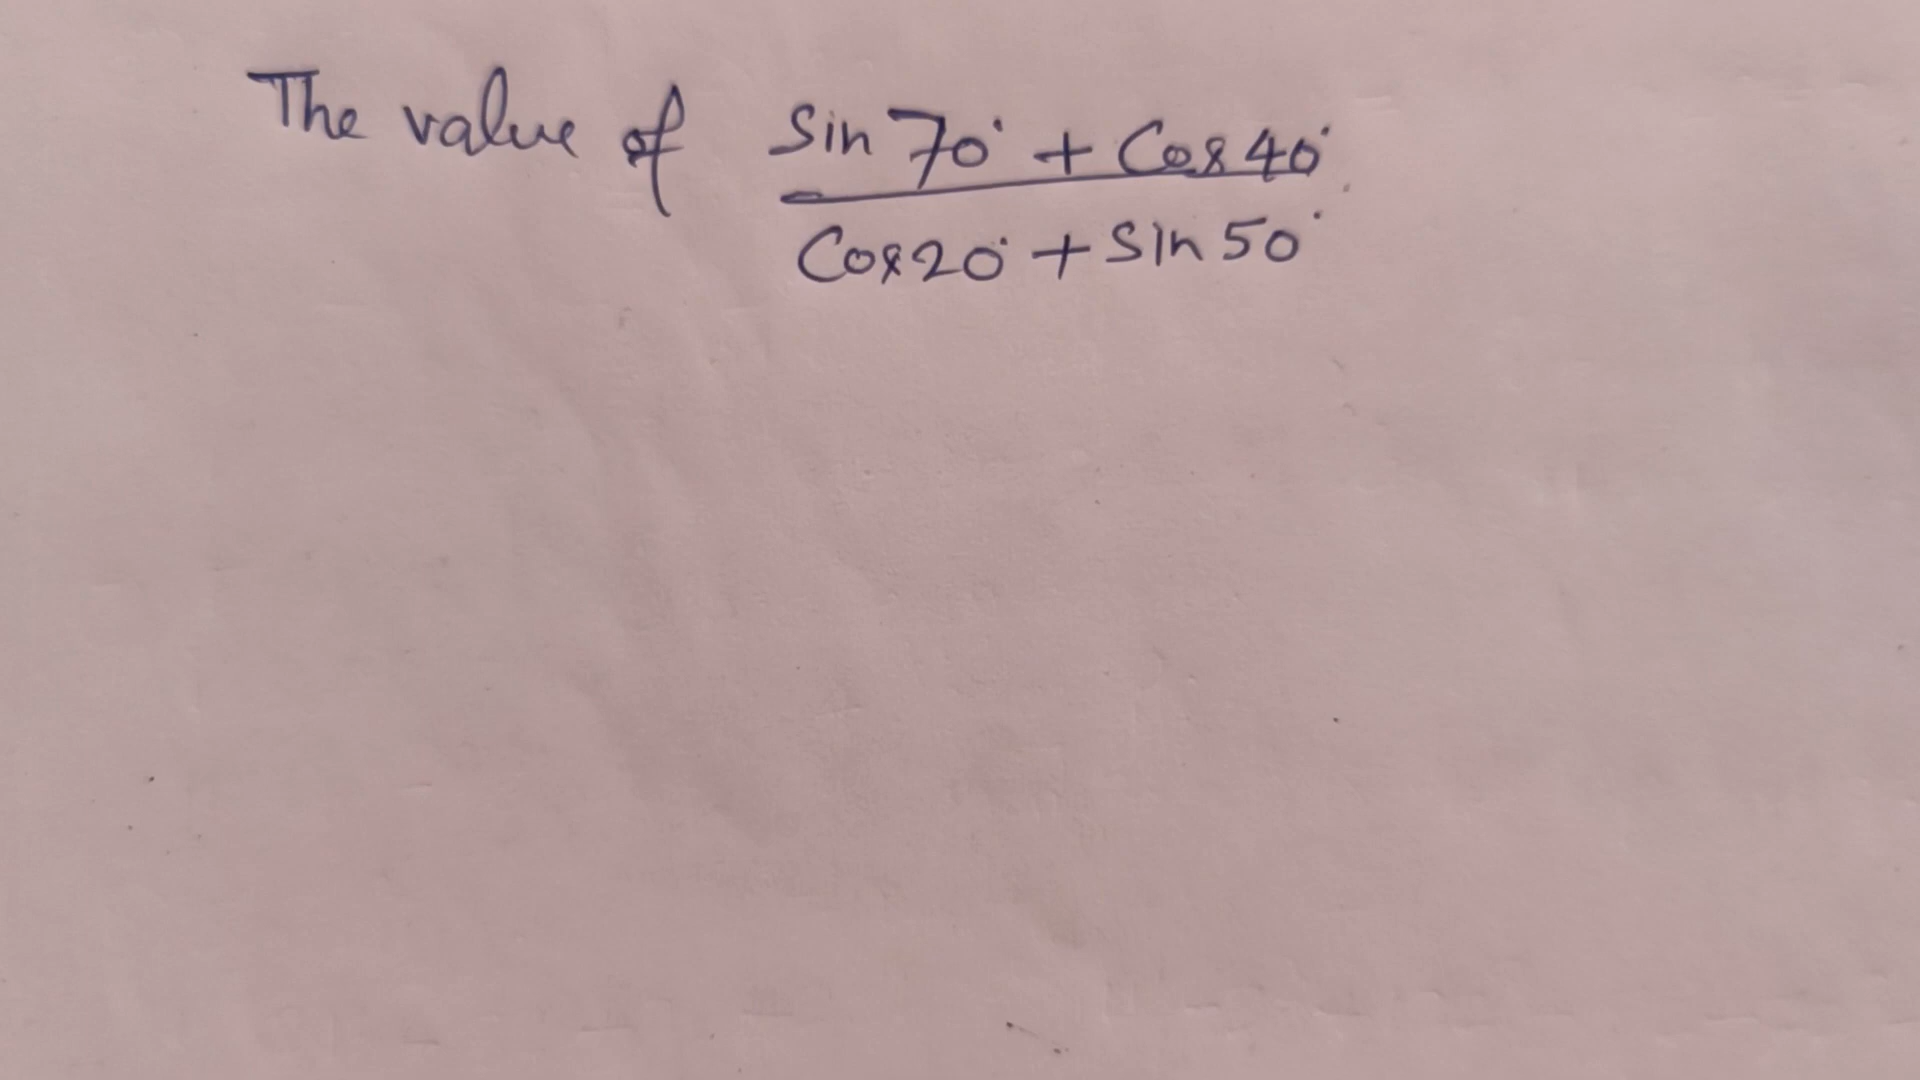 The value of sin 70° + Cos 40°
Cos 20° + Sin 50°